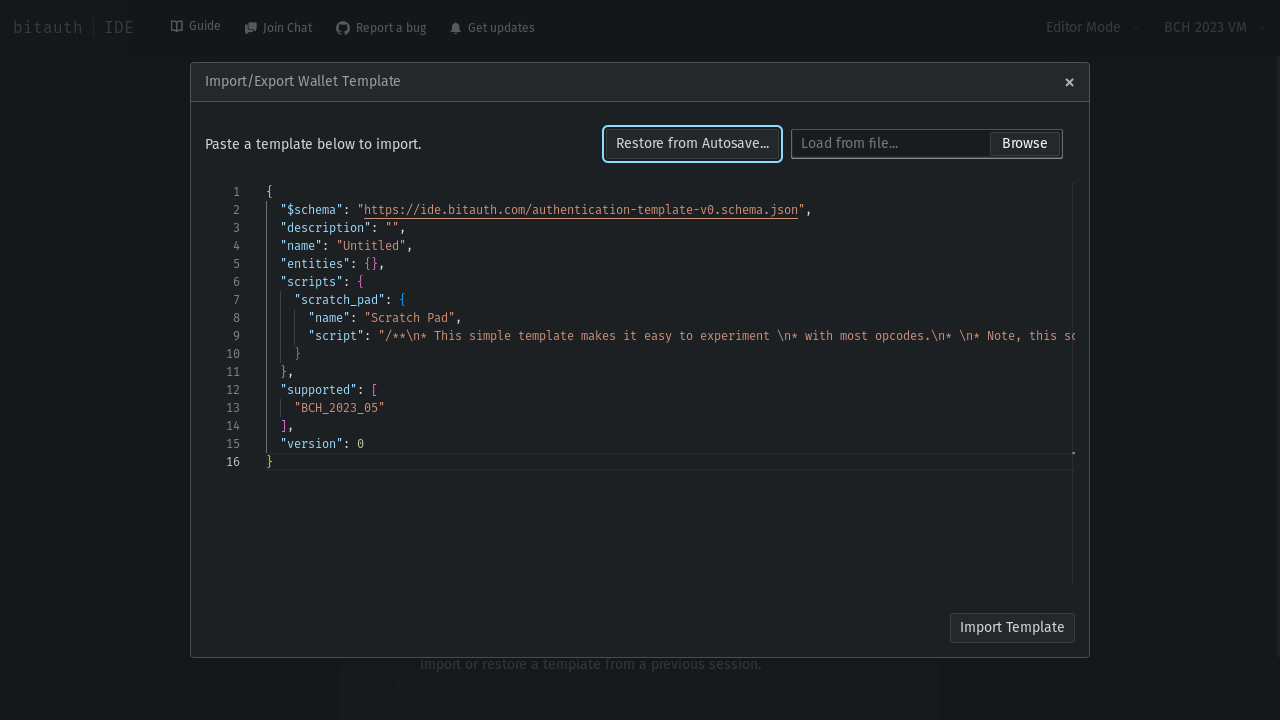 bitauth | IDE
Guide
Join Chat
Report a bug
Get updates
Editor Mode
BCH 2023 VM
Import/Export Wallet Template
×
Paste a template below to import.
Restore from Autosave...
Load from file...
Browse
1 {
2 "$schema": "https://ide.bitauth.com/authentication-template-v0.schema.json",
3 "description": "",
4 "name": "Untitled",
5 "entities": {},
6 "scripts": {
7 "scratch_pad": {
8 "name": "Scratch Pad",
9 "script": "/**\n* This simple template makes it easy to experiment \n* with most opcodes.\n* \n* Note, this sc
10 }
11 },
12 "supported": [
13 "BCH_2023_05"
14 ],
15 "version": 0
16 }
Import Template
Import or restore a template from a previous session.